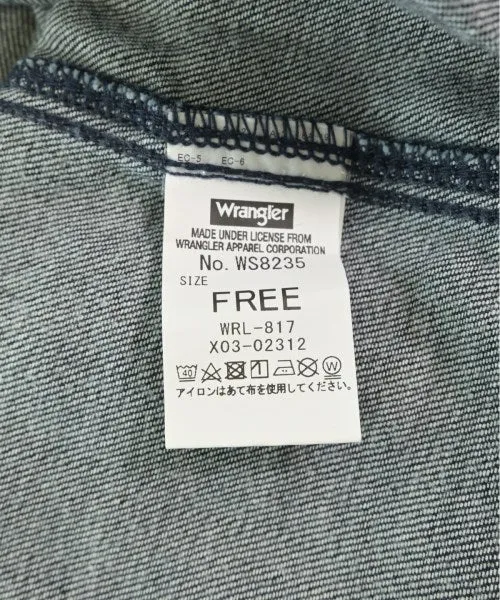 EC-5 EC-6
Wrangler
MADE UNDER LICENSE FROM
WRANGLER APPAREL CORPORATION
No. WS8235
SIZE
FREE
WRL-817
X03-02312
40 W
アイロンはあて布を使用してください。